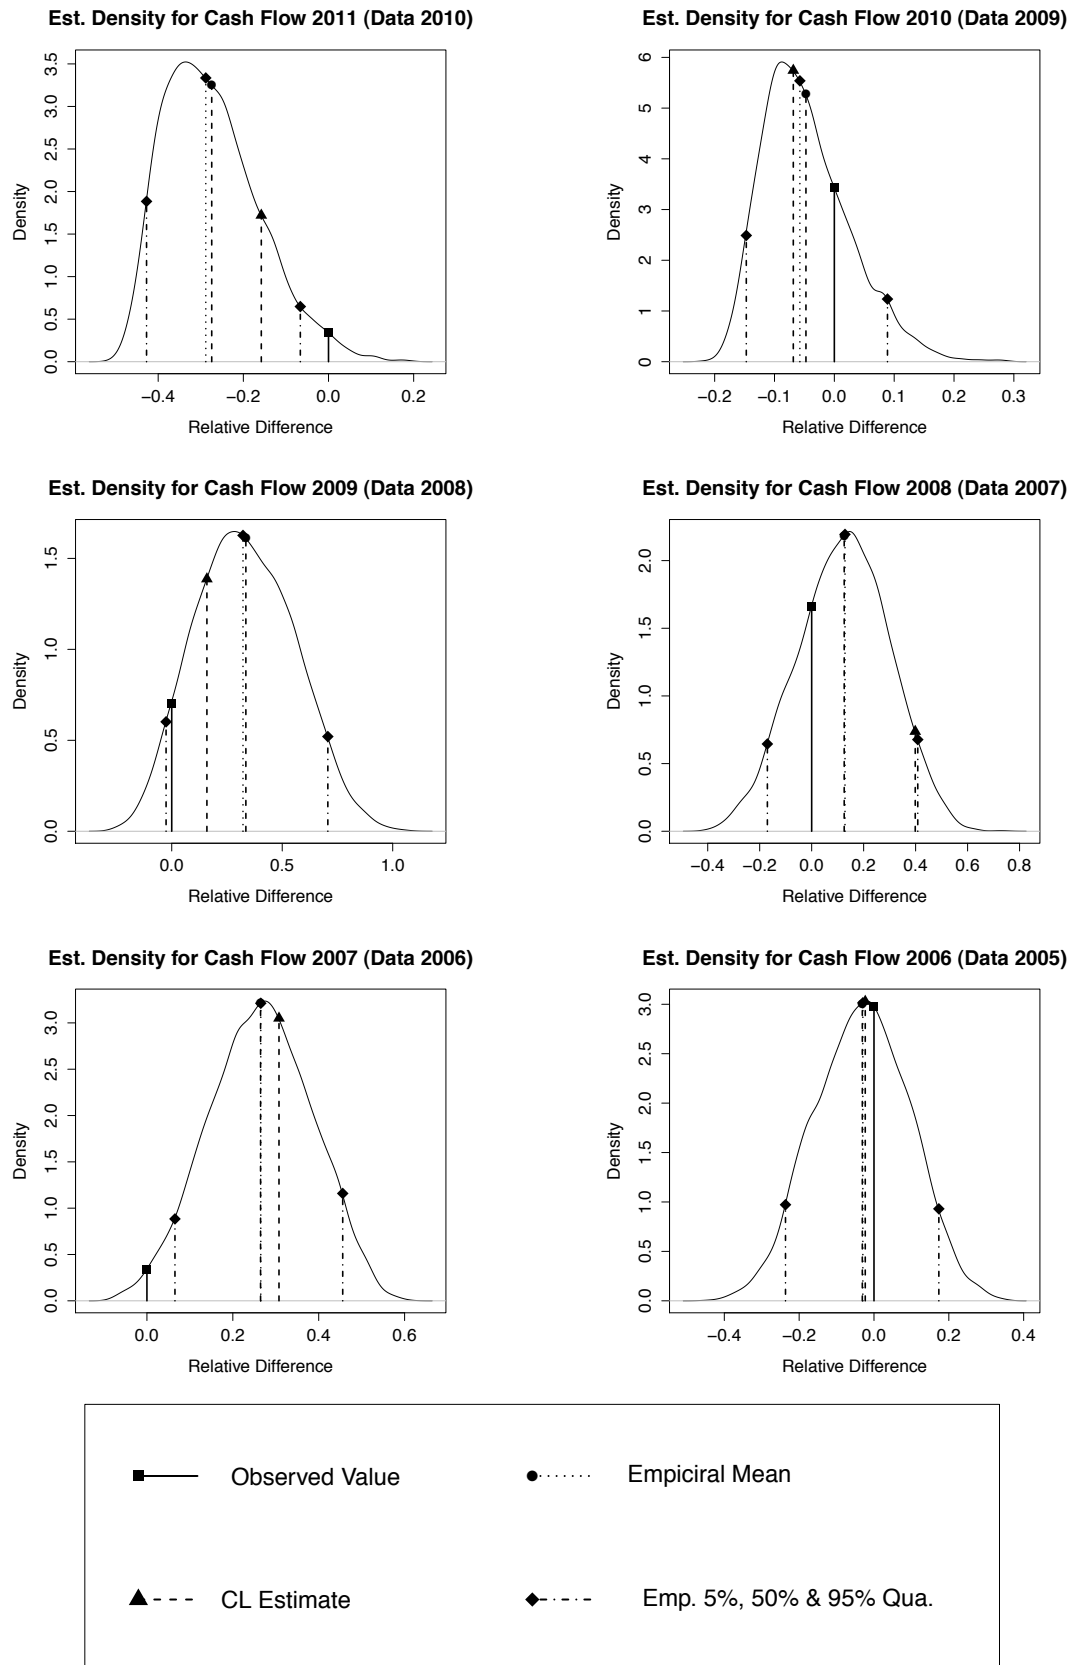 Est. Density for Cash Flow 2011 (Data 2010)
Density
0.0 0.5 1.0 1.5 2.0 2.5 3.0 3.5
−0.4 −0.2 0.0 0.2
Relative Difference
Est. Density for Cash Flow 2010 (Data 2009)
Density
0 1 2 3 4 5 6
−0.2 −0.1 0.0 0.1 0.2 0.3
Relative Difference
Est. Density for Cash Flow 2009 (Data 2008)
Density
0.0 0.5 1.0 1.5
0.0 0.5 1.0
Relative Difference
Est. Density for Cash Flow 2008 (Data 2007)
Density
0.0 0.5 1.0 1.5 2.0
−0.4 −0.2 0.0 0.2 0.4 0.6 0.8
Relative Difference
Est. Density for Cash Flow 2007 (Data 2006)
Density
0.0 0.5 1.0 1.5 2.0 2.5 3.0
0.0 0.2 0.4 0.6
Relative Difference
Est. Density for Cash Flow 2006 (Data 2005)
Density
0.0 0.5 1.0 1.5 2.0 2.5 3.0
−0.4 −0.2 0.0 0.2 0.4
Relative Difference
Observed Value
Empiciral Mean
CL Estimate
Emp. 5%, 50% & 95% Qua.